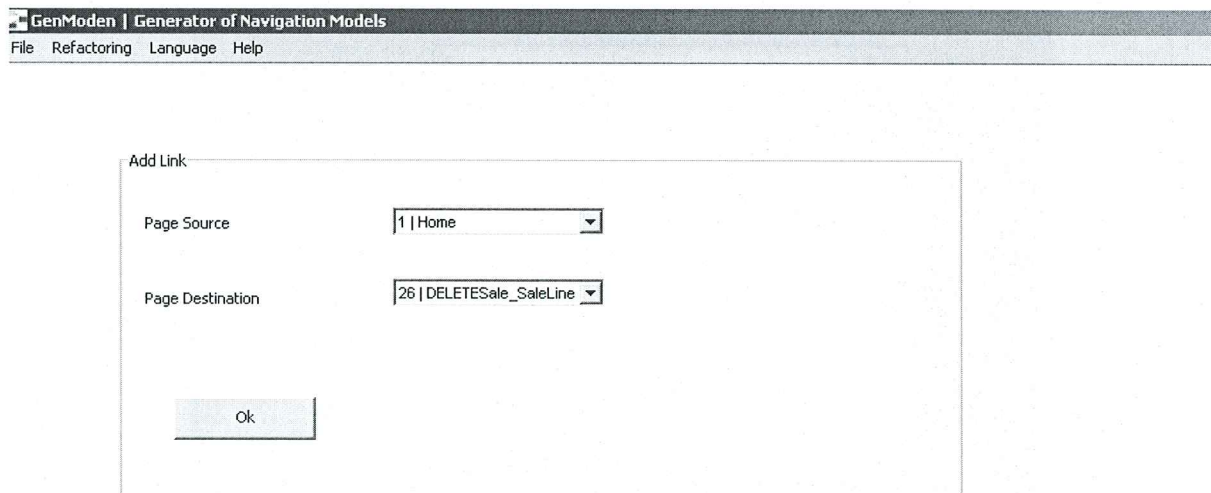 GenModen | Generator of Navigation Models
File Refactoring Language Help
Add Link
Page Source 1 | Home
Page Destination 26 | DELETESale_SaleLine
Ok